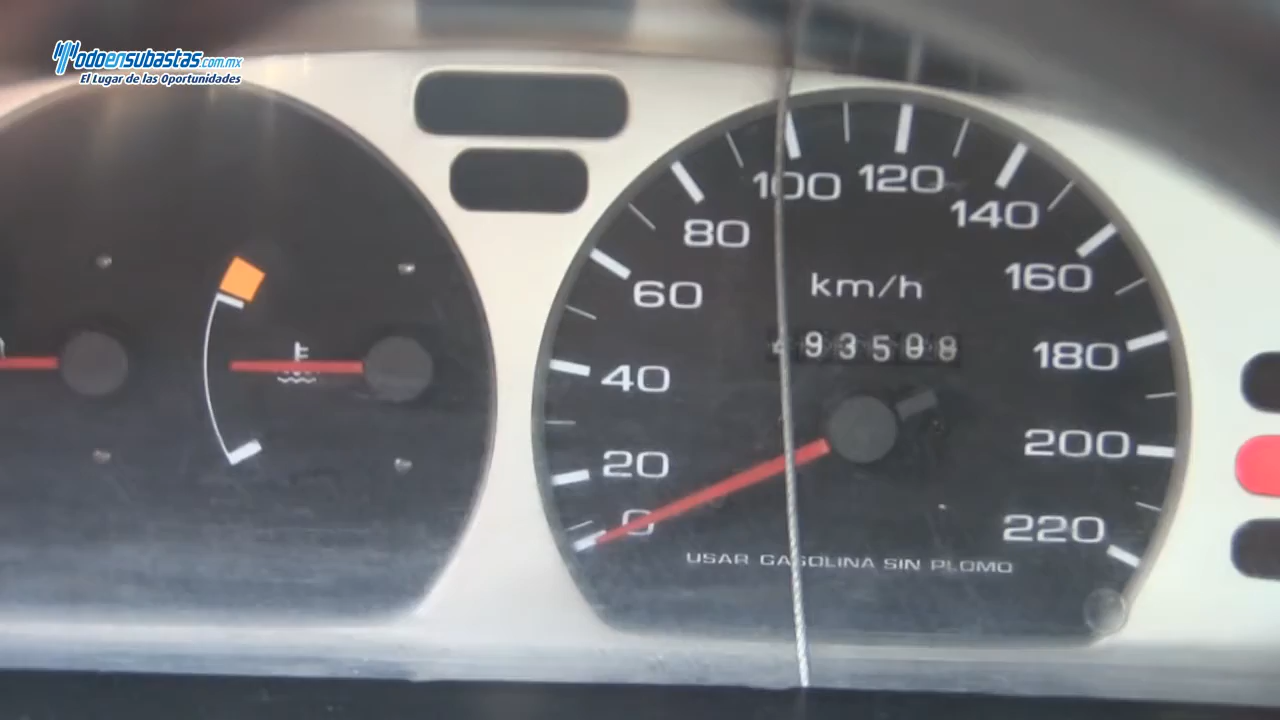 Todoensubastas.com.mx
El Lugar de las Oportunidades
100 120
80 140
km/h
60 160
493508
40 180
20 200
0 220
USAR GASOLINA SIN PLOMO